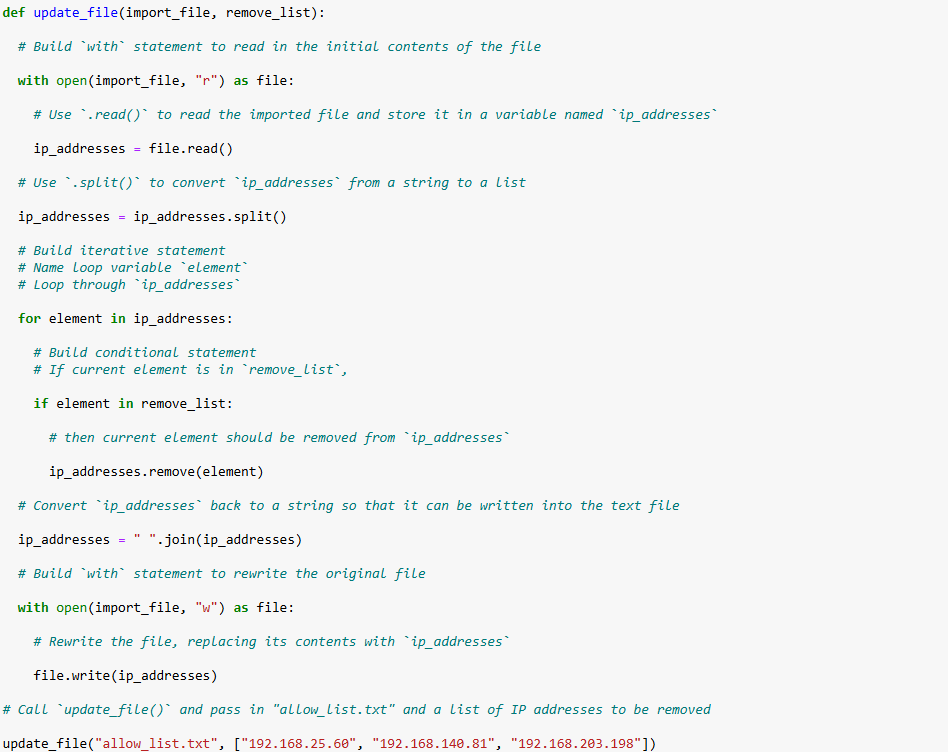 def update_file(import_file, remove_list):
# Build `with` statement to read in the initial contents of the file
with open(import_file, "r") as file:
# Use `.read()` to read the imported file and store it in a variable named `ip_addresses`
ip_addresses = file.read()
# Use `.split()` to convert `ip_addresses` from a string to a list
ip_addresses = ip_addresses.split()
# Build iterative statement
# Name loop variable `element`
# Loop through `ip_addresses`
for element in ip_addresses:
# Build conditional statement
# If current element is in `remove_list`,
if element in remove_list:
# then current element should be removed from `ip_addresses`
ip_addresses.remove(element)
# Convert `ip_addresses` back to a string so that it can be written into the text file
ip_addresses = " ".join(ip_addresses)
# Build `with` statement to rewrite the original file
with open(import_file, "w") as file:
# Rewrite the file, replacing its contents with `ip_addresses`
file.write(ip_addresses)
# Call `update_file()` and pass in "allow_list.txt" and a list of IP addresses to be removed
update_file("allow_list.txt", ["192.168.25.60", "192.168.140.81", "192.168.203.198"])